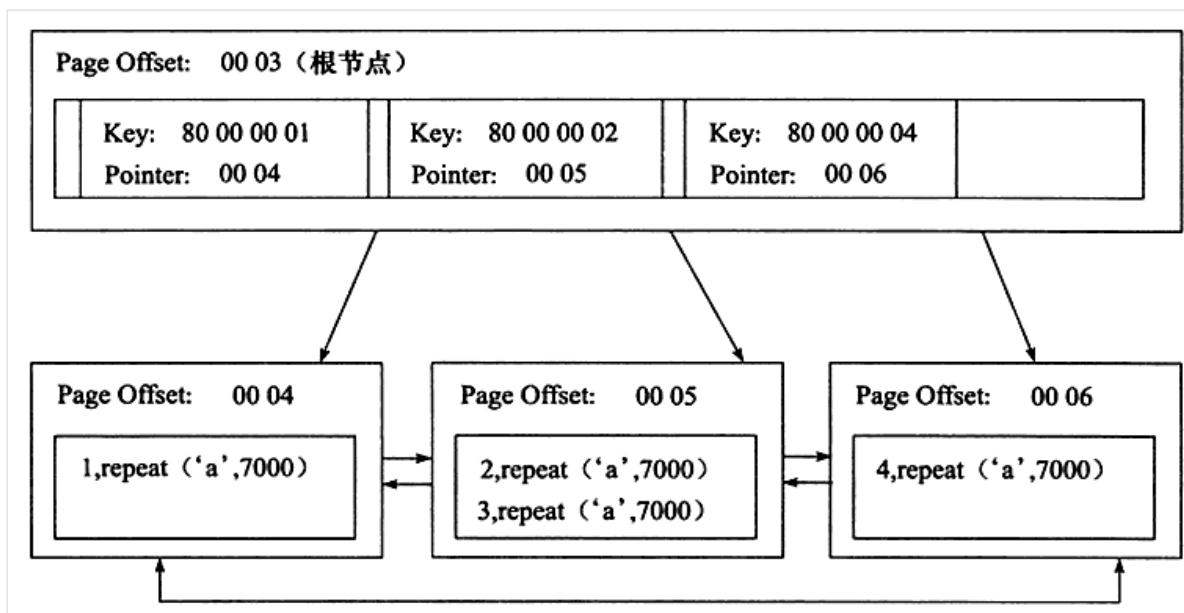 Page Offset: 00 03（根节点）
Key: 80 00 00 01
Pointer: 00 04
Key: 80 00 00 02
Pointer: 00 05
Key: 80 00 00 04
Pointer: 00 06
Page Offset: 00 04
1,repeat（‘a’,7000）
Page Offset: 00 05
2,repeat（‘a’,7000）
3,repeat（‘a’,7000）
Page Offset: 00 06
4,repeat（‘a’,7000）